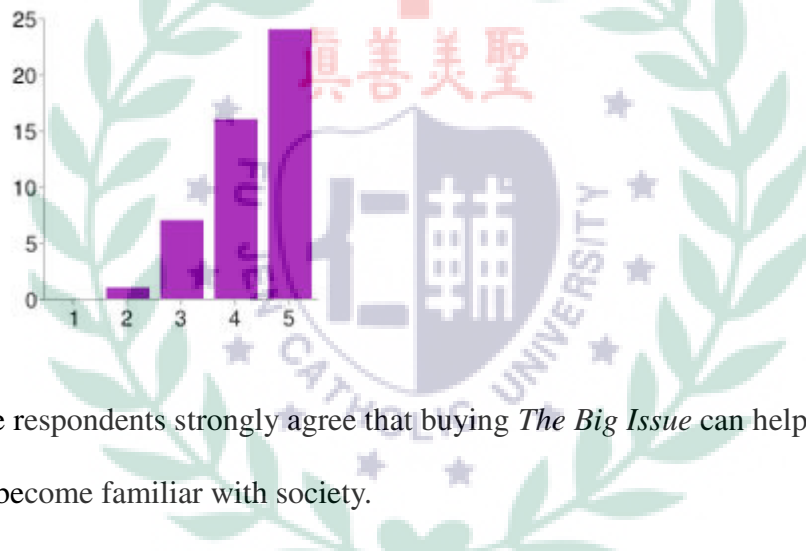 25
真善美聖
20
15
10
5
0
1 2 3 4 5
FU JEN CATHOLIC UNIVERSITY
仁輔
e respondents strongly agree that buying The Big Issue can help
become familiar with society.